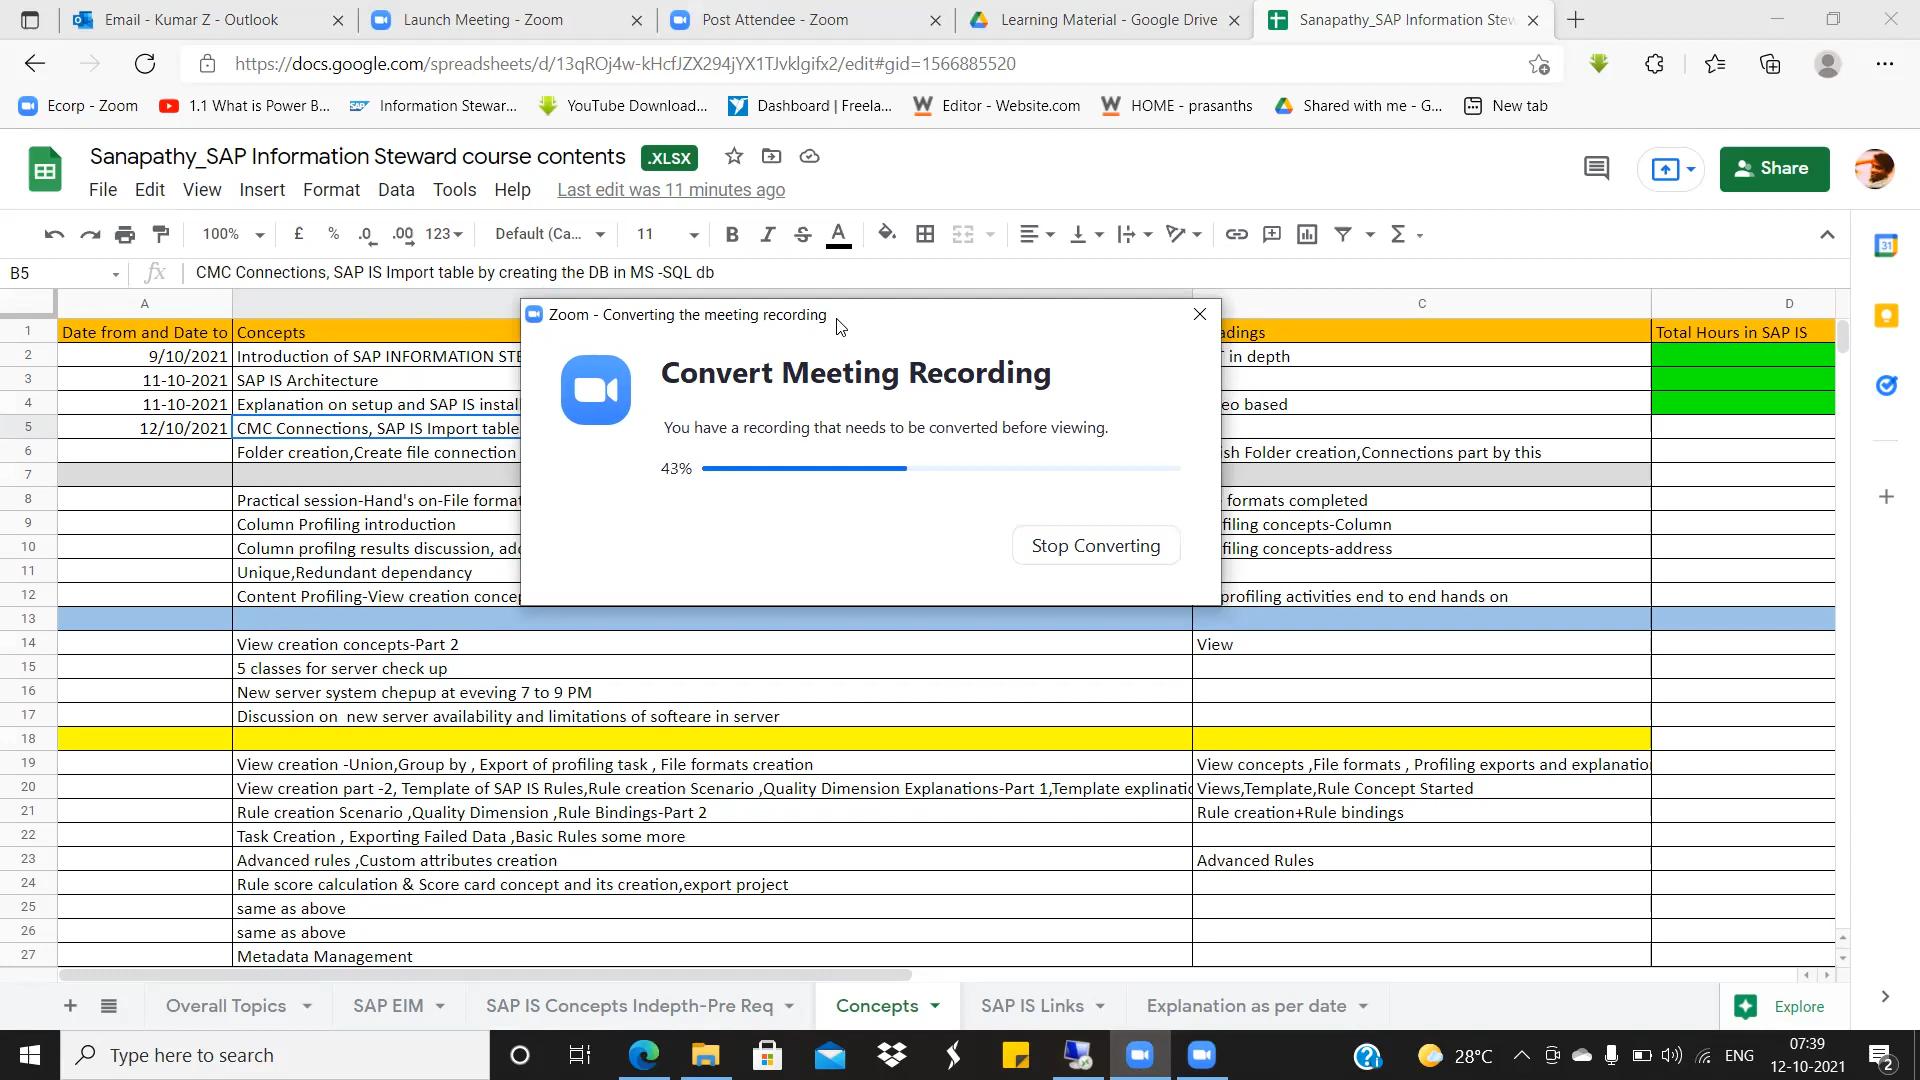 Email - Kumar Z - Outlook
Launch Meeting - Zoom
Post Attendee - Zoom
Learning Material - Google Drive
Sanapathy_SAP Information Stew
https://docs.google.com/spreadsheets/d/13qROj4w-kHcfJZX294jYX1TJvklgifx2/edit#gid=1566885520
Ecorp - Zoom
1.1 What is Power B...
Information Stewar...
YouTube Download...
Dashboard | Freela...
Editor - Website.com
HOME - prasanths
Shared with me - G...
New tab
Sanapathy_SAP Information Steward course contents .XLSX
File Edit View Insert Format Data Tools Help Last edit was 11 minutes ago
Share
100% £ % .0 .00 123 Default (Ca... 11
B5 fx CMC Connections, SAP IS Import table by creating the DB in MS -SQL db
A C D
1 Date from and Date to Concepts adings Total Hours in SAP IS
2 9/10/2021 Introduction of SAP INFORMATION STE in depth
3 11-10-2021 SAP IS Architecture
4 11-10-2021 Explanation on setup and SAP IS instal eo based
5 12/10/2021 CMC Connections, SAP IS Import table
6 Folder creation,Create file connection ish Folder creation,Connections part by this
7
8 Practical session-Hand's on-File format formats completed
9 Column Profiling introduction filing concepts-Column
10 Column profilng results discussion, add filing concepts-address
11 Unique,Redundant dependancy
12 Content Profiling-View creation concep profiling activities end to end hands on
13
14 View creation concepts-Part 2 View
15 5 classes for server check up
16 New server system chepup at eveving 7 to 9 PM
17 Discussion on new server availability and limitations of softeare in server
18
19 View creation -Union,Group by , Export of profiling task , File formats creation View concepts ,File formats , Profiling exports and explanatio
20 View creation part -2, Template of SAP IS Rules,Rule creation Scenario ,Quality Dimension Explanations-Part 1,Template explinatio Views,Template,Rule Concept Started
21 Rule creation Scenario ,Quality Dimension ,Rule Bindings-Part 2 Rule creation+Rule bindings
22 Task Creation , Exporting Failed Data ,Basic Rules some more
23 Advanced rules ,Custom attributes creation Advanced Rules
24 Rule score calculation & Score card concept and its creation,export project
25 same as above
26 same as above
27 Metadata Management
Zoom - Converting the meeting recording
Convert Meeting Recording
You have a recording that needs to be converted before viewing.
43%
Stop Converting
Overall Topics
SAP EIM
SAP IS Concepts Indepth-Pre Req
Concepts
SAP IS Links
Explanation as per date
Explore
31
Type here to search
28°C
ENG
07:39
12-10-2021
2